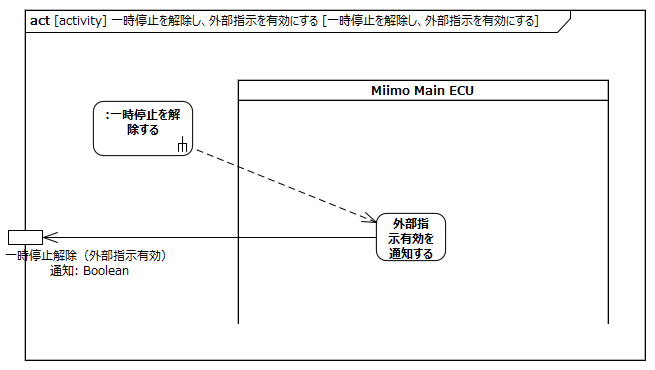 act [activity] 一時停止を解除し、外部指示を有効にする [一時停止を解除し、外部指示を有効にする]
Miimo Main ECU
:一時停止を解
除する
外部指
示有効を
通知する
一時停止解除（外部指示有効）
通知: Boolean